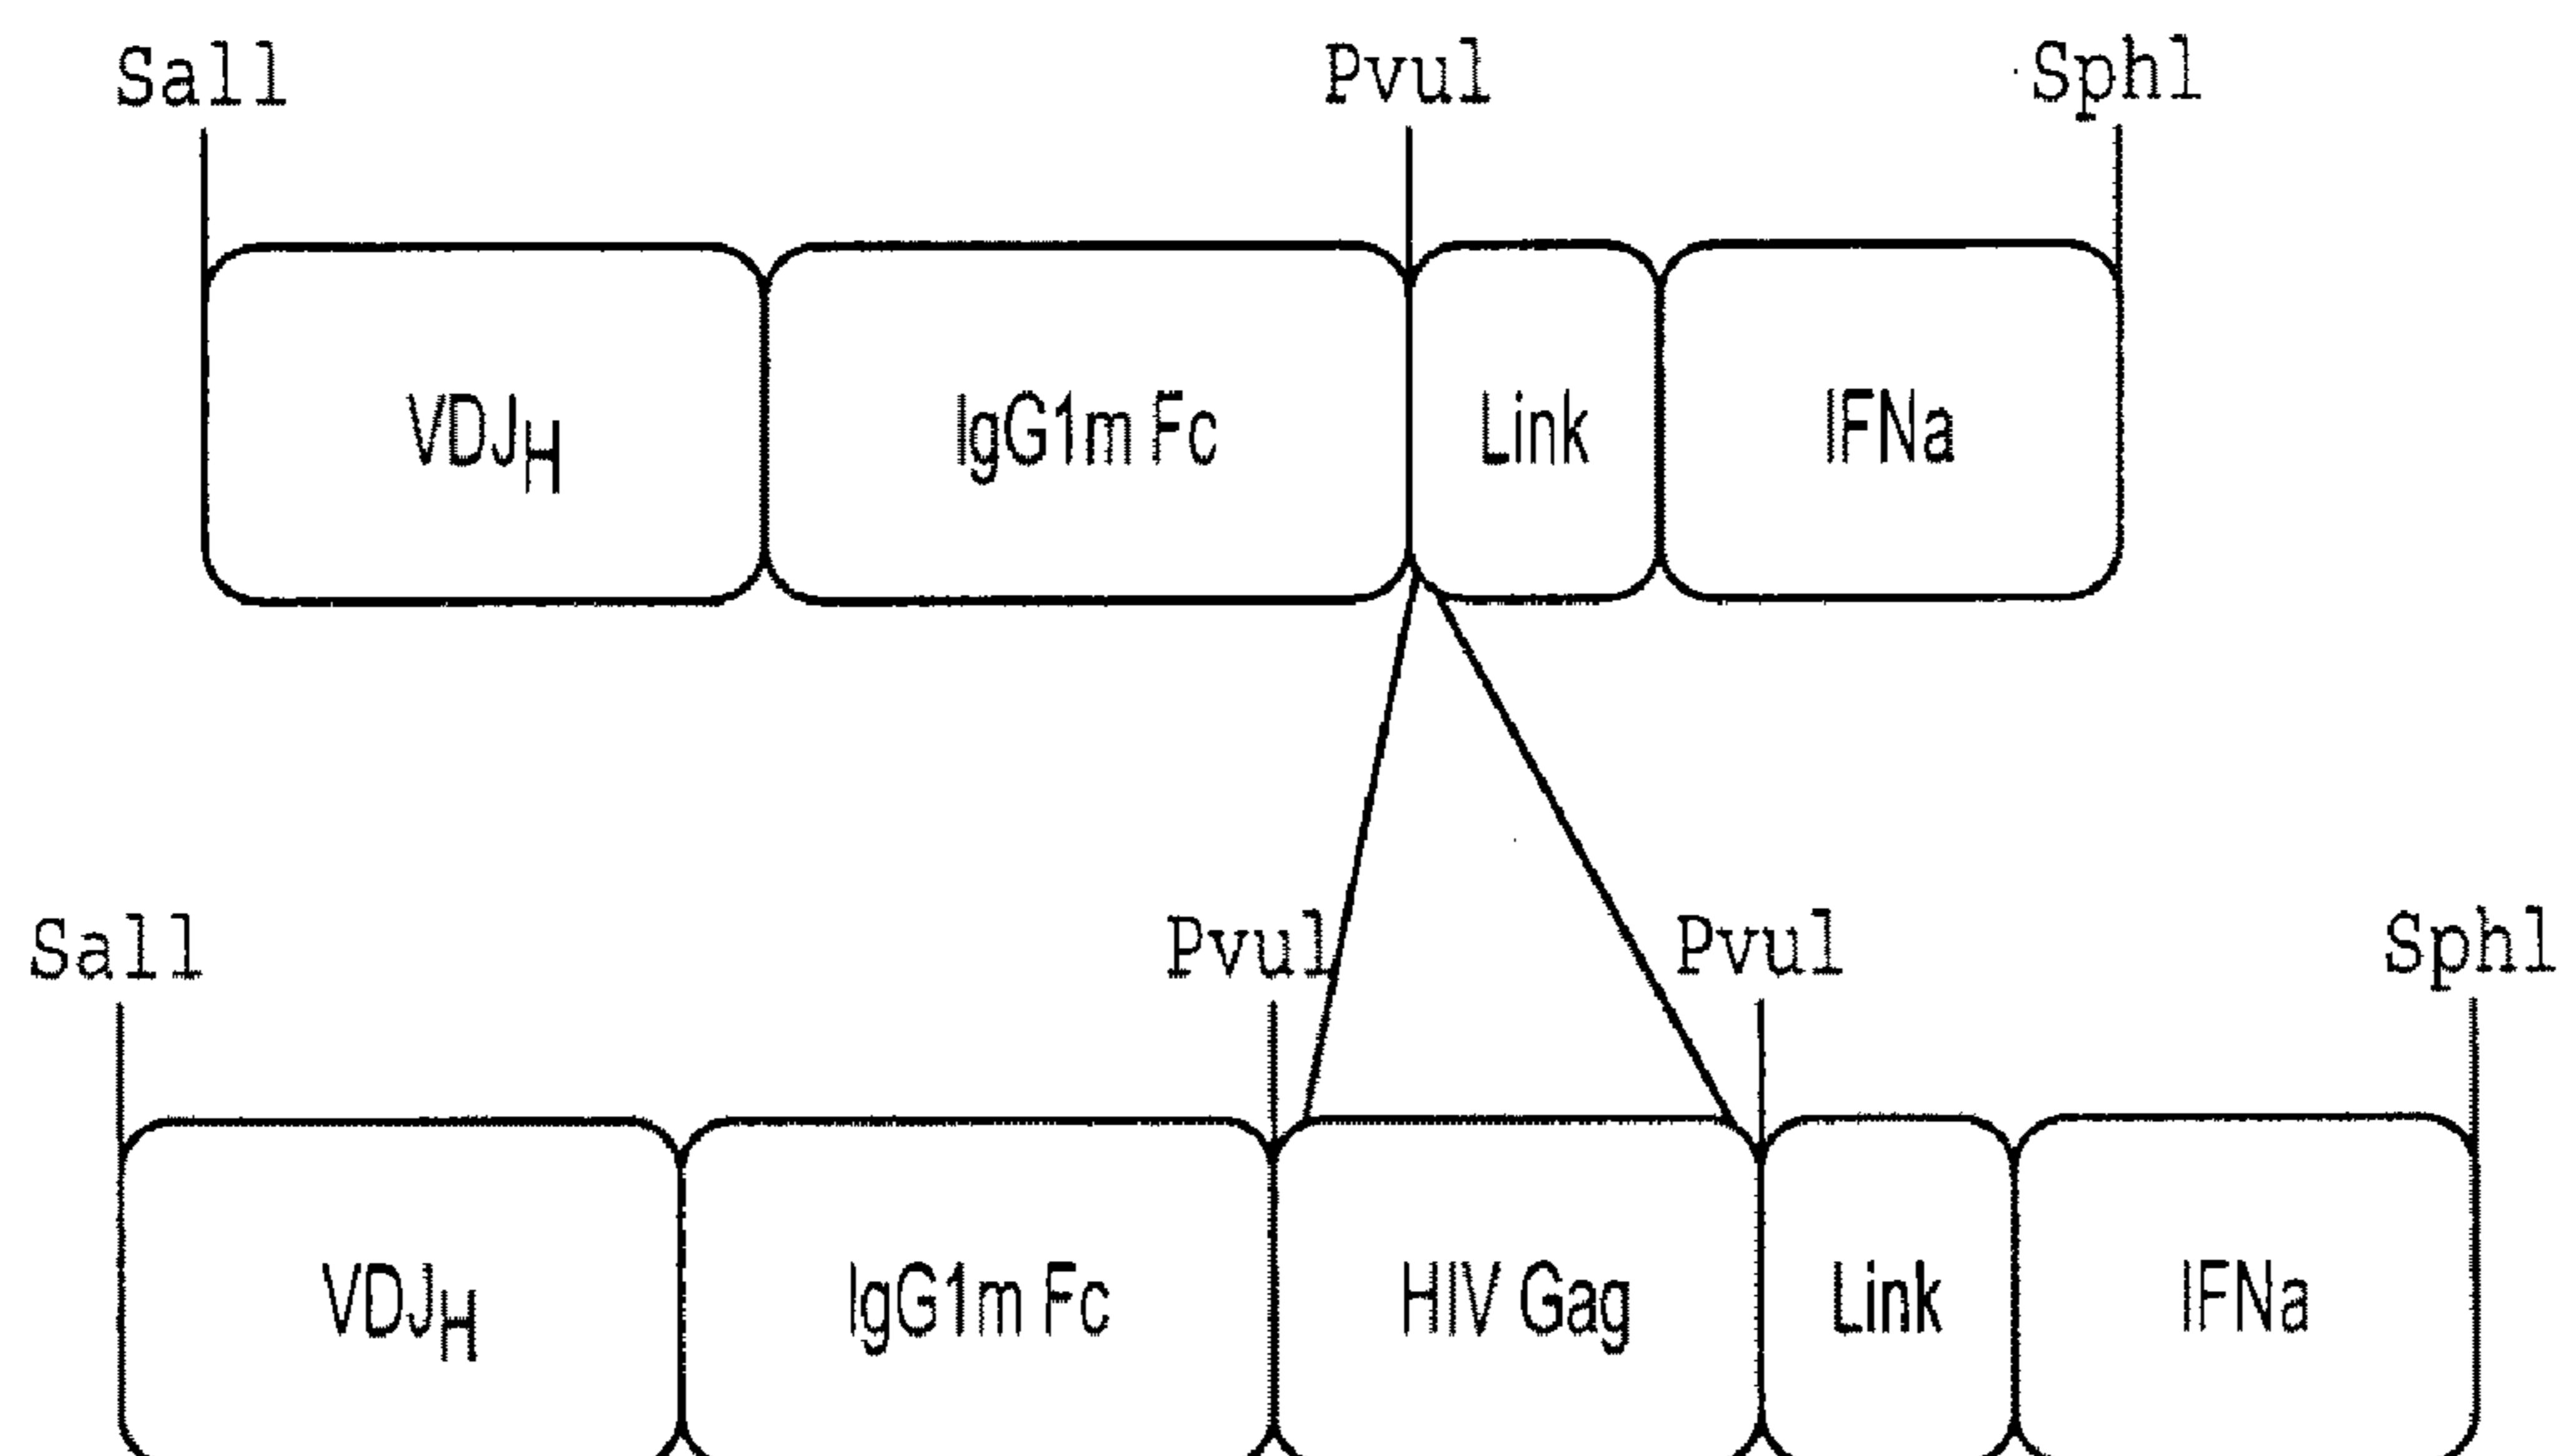 SalI PvuI SphI
VDJH IgG1m Fc Link IFNa
SalI PvuI PvuI SphI
VDJH IgG1m Fc HIV Gag Link IFNa